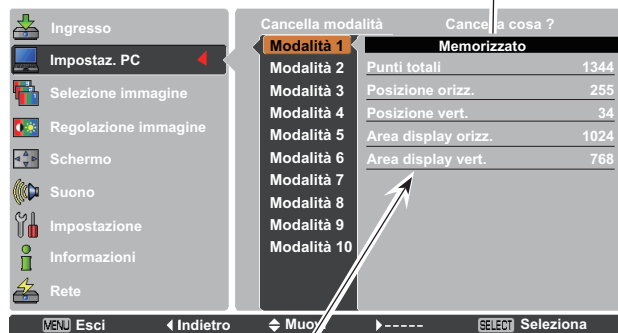 Cancella modalità Cancella cosa ?
Ingresso
Impostaz. PC
Selezione immagine
Regolazione immagine
Schermo
Suono
Impostazione
Informazioni
Rete
Modalità 1
Modalità 2
Modalità 3
Modalità 4
Modalità 5
Modalità 6
Modalità 7
Modalità 8
Modalità 9
Modalità 10
Memorizzato
Punti totali 1344
Posizione orizz. 255
Posizione vert. 34
Area display orizz. 1024
Area display vert. 768
MENU Esci Indietro Muovi ----- SELECT Seleziona